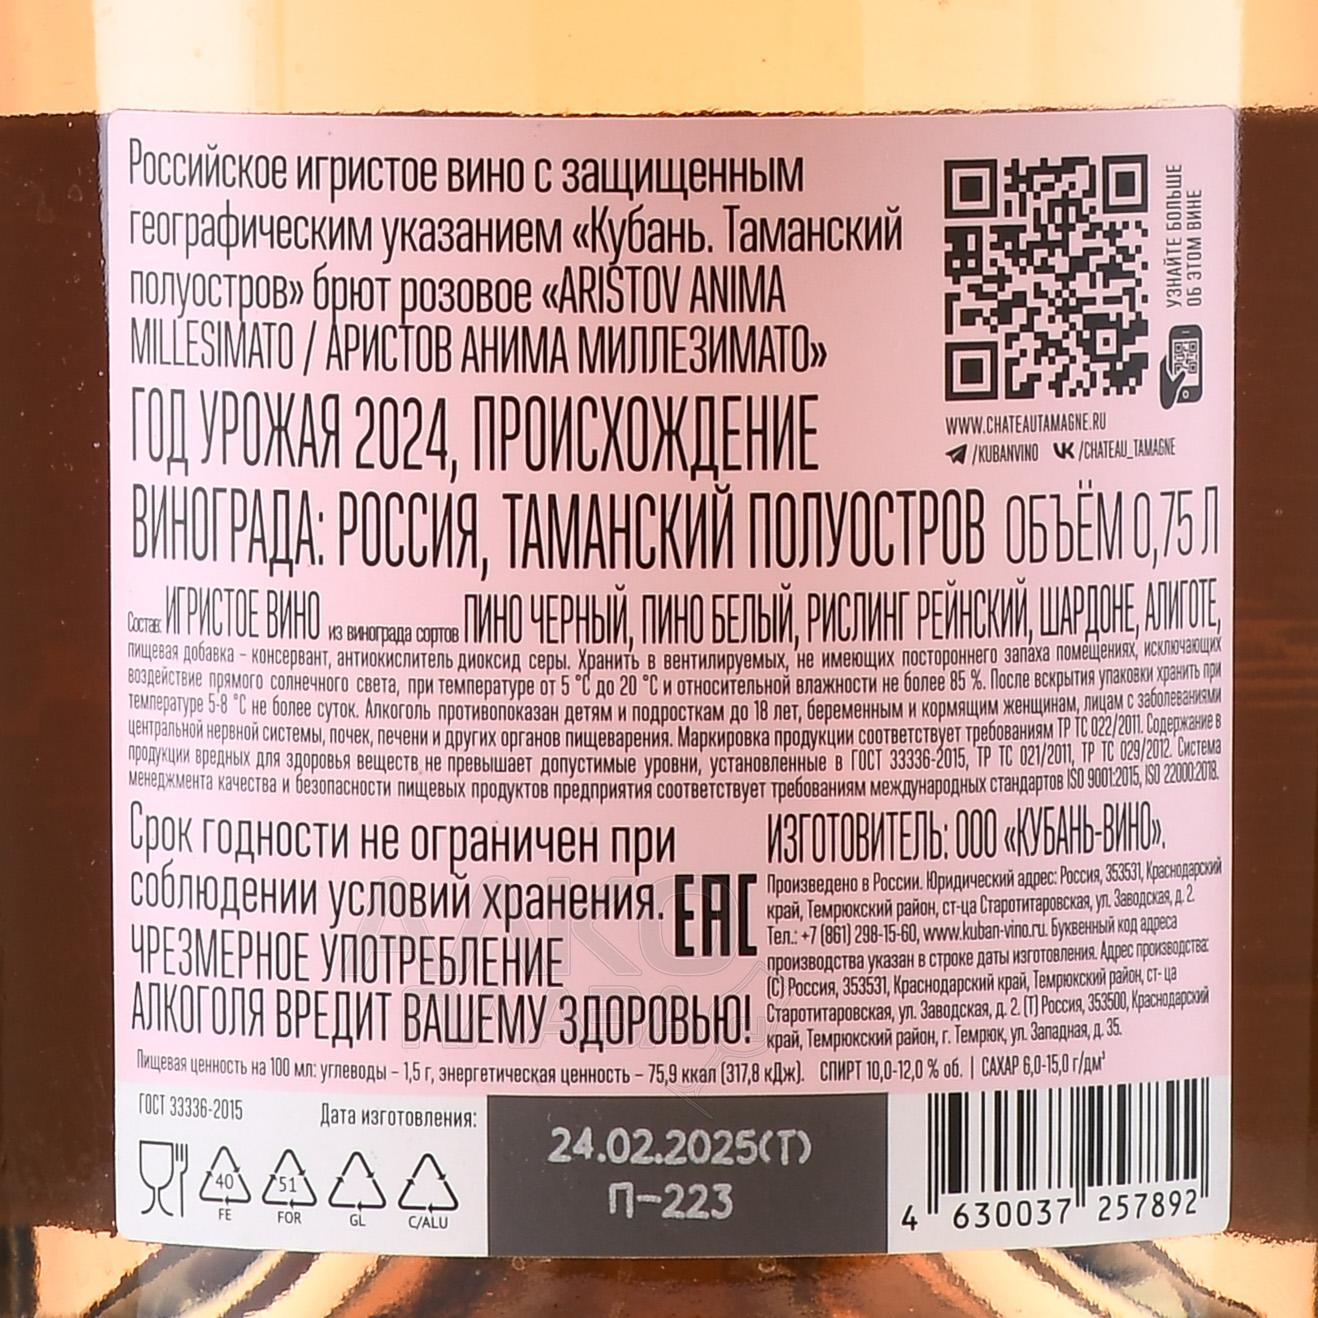 Российское игристое вино с защищенным
географическим указанием «Кубань. Таманский
полуостров» брют розовое «ARISTOV ANIMA
MILLESIMATO / АРИСТОВ АНИМА МИЛЛЕЗИМАТО»
ГОД УРОЖАЯ 2024, ПРОИСХОЖДЕНИЕ
ВИНОГРАДА: РОССИЯ, ТАМАНСКИЙ ПОЛУОСТРОВ ОБЪЁМ 0,75 Л
УЗНАЙТЕ БОЛЬШЕ
ОБ ЭТОМ ВИНЕ
WWW.CHATEAUTAMAGNE.RU
/KUBANVINO VK /CHATEAU_TAMAGNE
Состав: ИГРИСТОЕ ВИНО из винограда сортов ПИНО ЧЕРНЫЙ, ПИНО БЕЛЫЙ, РИСЛИНГ РЕЙНСКИЙ, ШАРДОНЕ, АЛИГОТЕ,
пищевая добавка – консервант, антиокислитель диоксид серы. Хранить в вентилируемых, не имеющих постороннего запаха помещениях, исключающих
воздействие прямого солнечного света, при температуре от 5 °C до 20 °C и относительной влажности не более 85 %. После вскрытия упаковки хранить при
температуре 5-8 °C не более суток. Алкоголь противопоказан детям и подросткам до 18 лет, беременным и кормящим женщинам, лицам с заболеваниями
центральной нервной системы, почек, печени и других органов пищеварения. Маркировка продукции соответствует требованиям ТР ТС 022/2011. Содержание в
продукции вредных для здоровья веществ не превышает допустимые уровни, установленные в ГОСТ 33336-2015, ТР ТС 021/2011, ТР ТС 029/2012. Система
менеджмента качества и безопасности пищевых продуктов предприятия соответствует требованиям международных стандартов ISO 9001:2015, ISO 22000:2018.
Срок годности не ограничен при
соблюдении условий хранения.
ЧРЕЗМЕРНОЕ УПОТРЕБЛЕНИЕ
АЛКОГОЛЯ ВРЕДИТ ВАШЕМУ ЗДОРОВЬЮ!
EAC
ИЗГОТОВИТЕЛЬ: ООО «КУБАНЬ-ВИНО».
Произведено в России. Юридический адрес: Россия, 353531, Краснодарский
край, Темрюкский район, ст-ца Старотитаровская, ул. Заводская, д. 2.
Тел.: +7 (861) 298-15-60, www.kuban-vino.ru. Буквенный код адреса
производства указан в строке даты изготовления. Адрес производства:
(С) Россия, 353531, Краснодарский край, Темрюкский район, ст- ца
Старотитаровская, ул. Заводская, д. 2. (Т) Россия, 353500, Краснодарский
край, Темрюкский район, г. Темрюк, ул. Западная, д. 35.
Пищевая ценность на 100 мл: углеводы – 1,5 г, энергетическая ценность – 75,9 ккал (317,8 кДж). СПИРТ 10,0-12,0 % об. | САХАР 6,0-15,0 г/дм³
ГОСТ 33336-2015
Дата изготовления:
24.02.2025(Т)
П-223
40 FE
51 FOR
GL
C/ALU
4 630037 257892